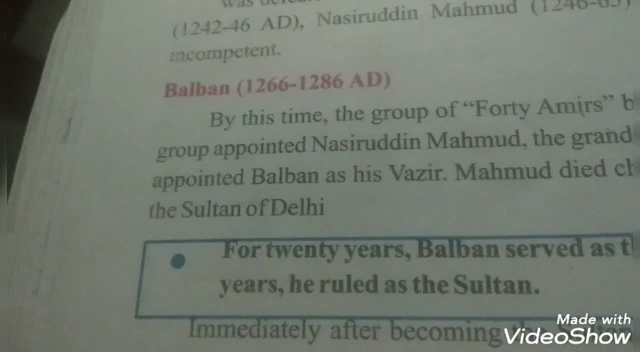 (1242-46 AD), Nasiruddin Mahmud (1246-65)
incompetent.
Balban (1266-1286 AD)
By this time, the group of “Forty Amirs” b
group appointed Nasiruddin Mahmud, the grand
appointed Balban as his Vazir. Mahmud died ch
the Sultan of Delhi
• For twenty years, Balban served as t
years, he ruled as the Sultan.
Immediately after becoming
Made with
VideoShow